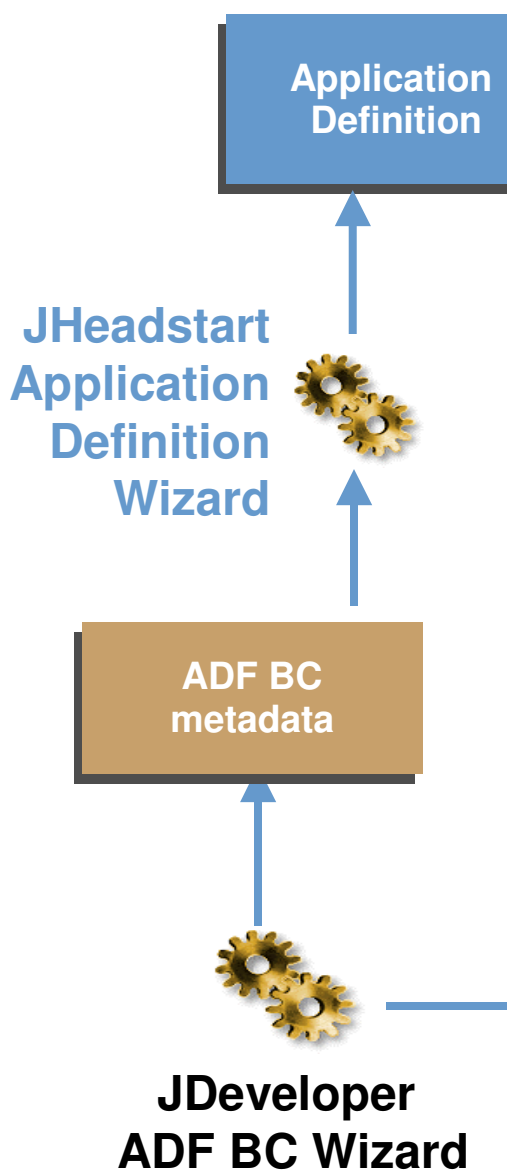 Application
Definition
JHeadstart
Application
Definition
Wizard
ADF BC
metadata
JDeveloper
ADF BC Wizard